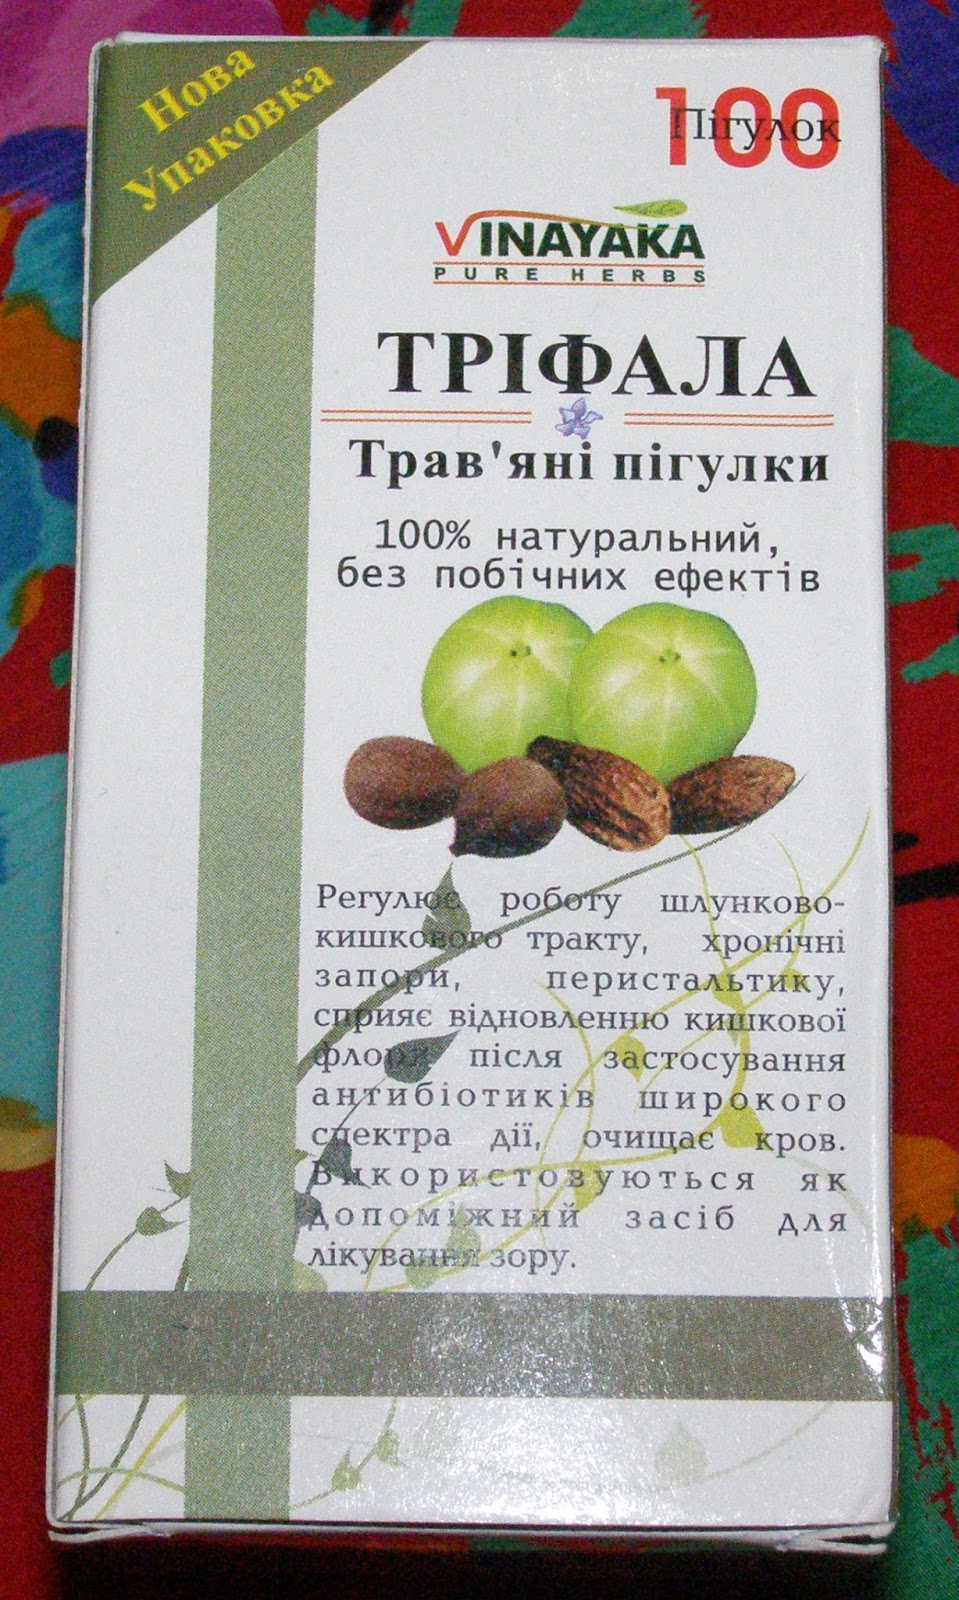 Нова
Упаковка
100
Пігулок
VINAYAKA
PURE HERBS
ТРІФАЛА
Трав'яні пігулки
100% натуральний,
без побічних ефектів
Регулює роботу шлунково-
кишкового тракту, хронічні
запори, перистальтику,
сприяє відновленню кишкової
флори після застосування
антибіотиків широкого
спектра дії, очищає кров.
Використовуються як
допоміжний засіб для
лікування зору.